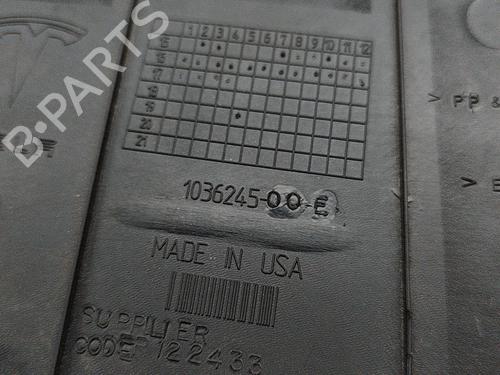 1 2 3 4 5 6 7 8 9 10 11 12
15
16
17
18
19
20
21
B-PARTS
> PP &
> E
1036245-00-E
MADE IN USA
SUPPLIER
CODE 122433